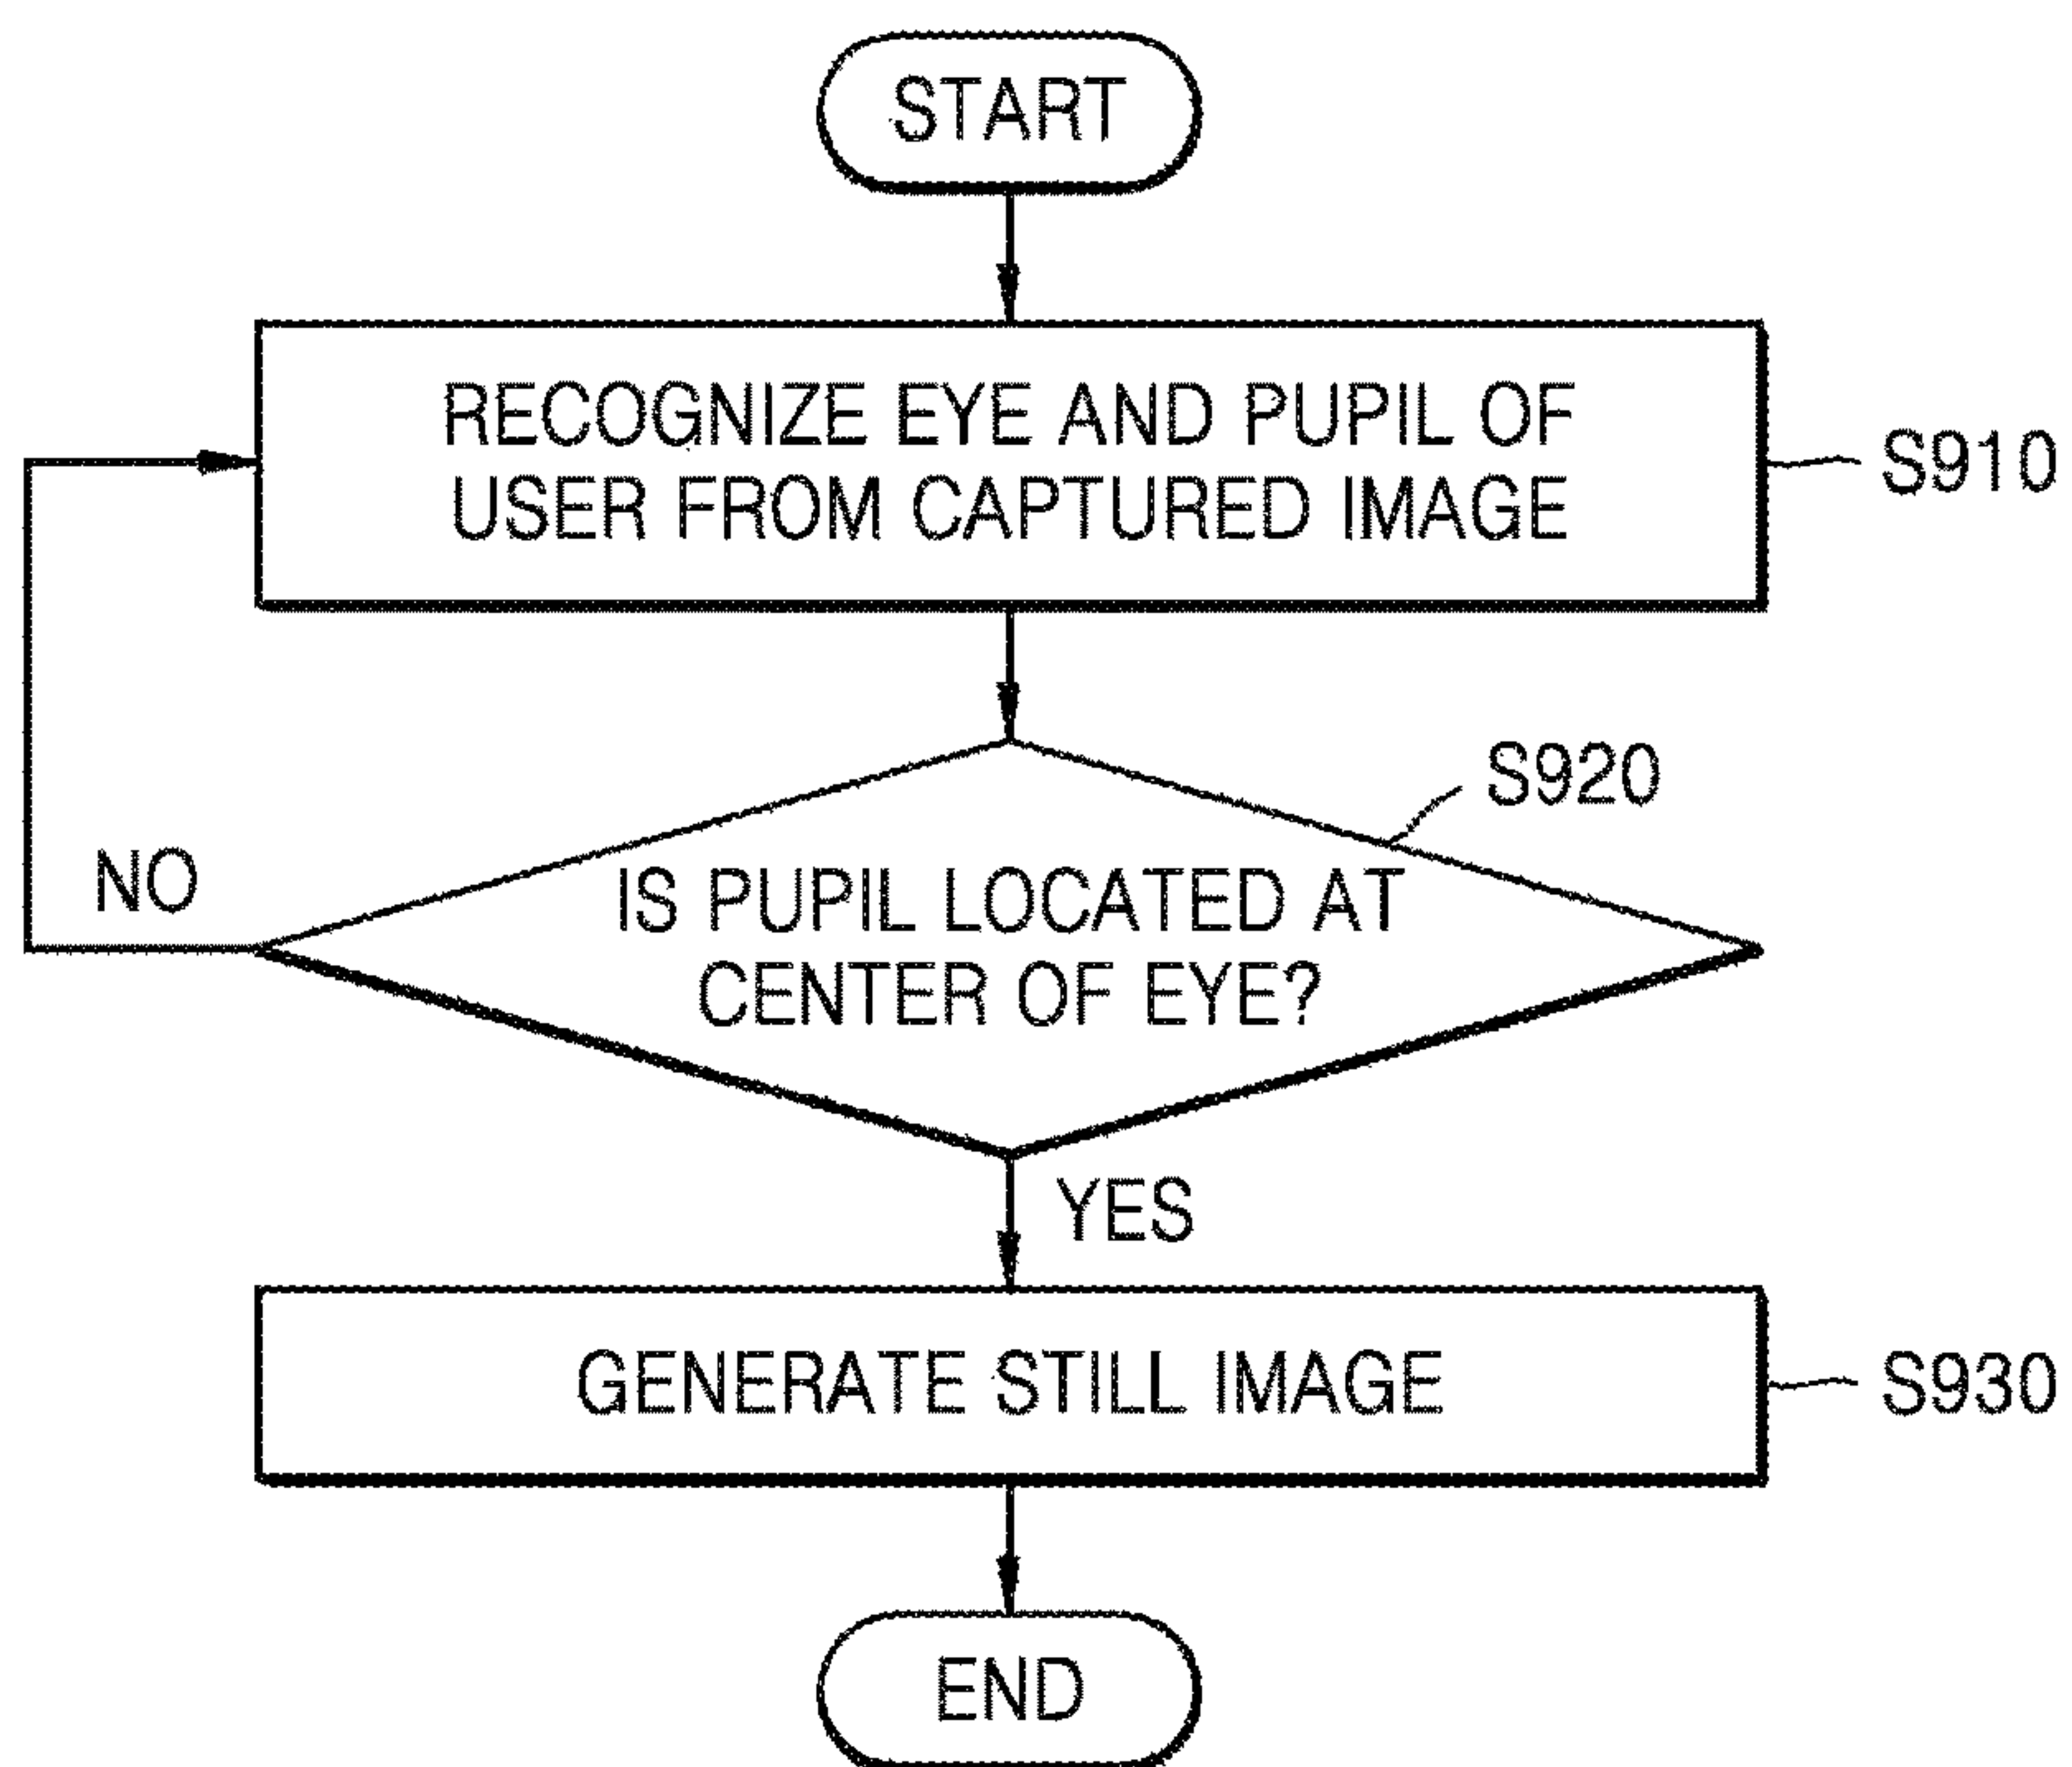 START
RECOGNIZE EYE AND PUPIL OF
USER FROM CAPTURED IMAGE
S910
S920
NO
IS PUPIL LOCATED AT
CENTER OF EYE?
YES
GENERATE STILL IMAGE
S930
END